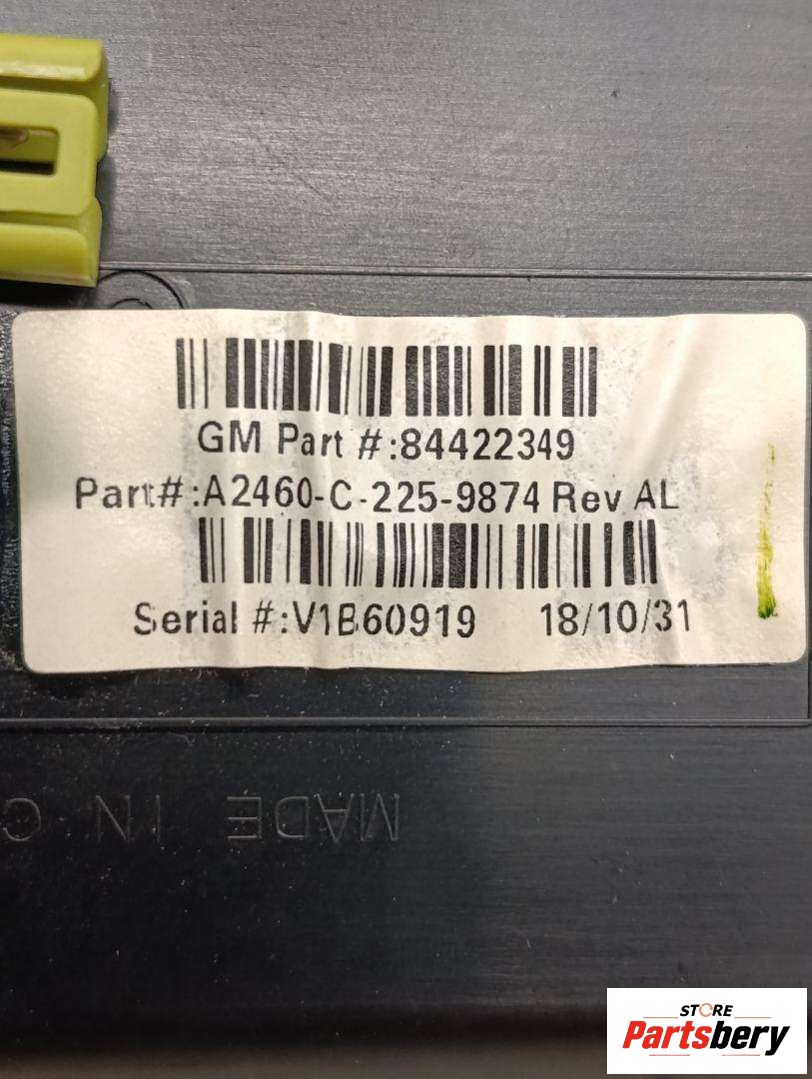 GM Part #:84422349
Part#:A2460-C-225-9874 Rev AL
Serial #:V1B60919 18/10/31
MADE IN C
STORE
Partsbery